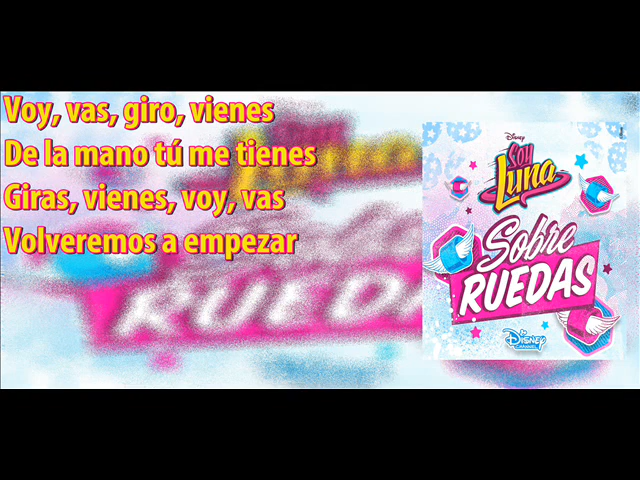 Voy, vas, giro, vienes
De la mano tú me tienes
Giras, vienes, voy, vas
Volveremos a empezar
Disney
SOY
Luna
Sobre
RUEDAS
Disney
CHANNEL